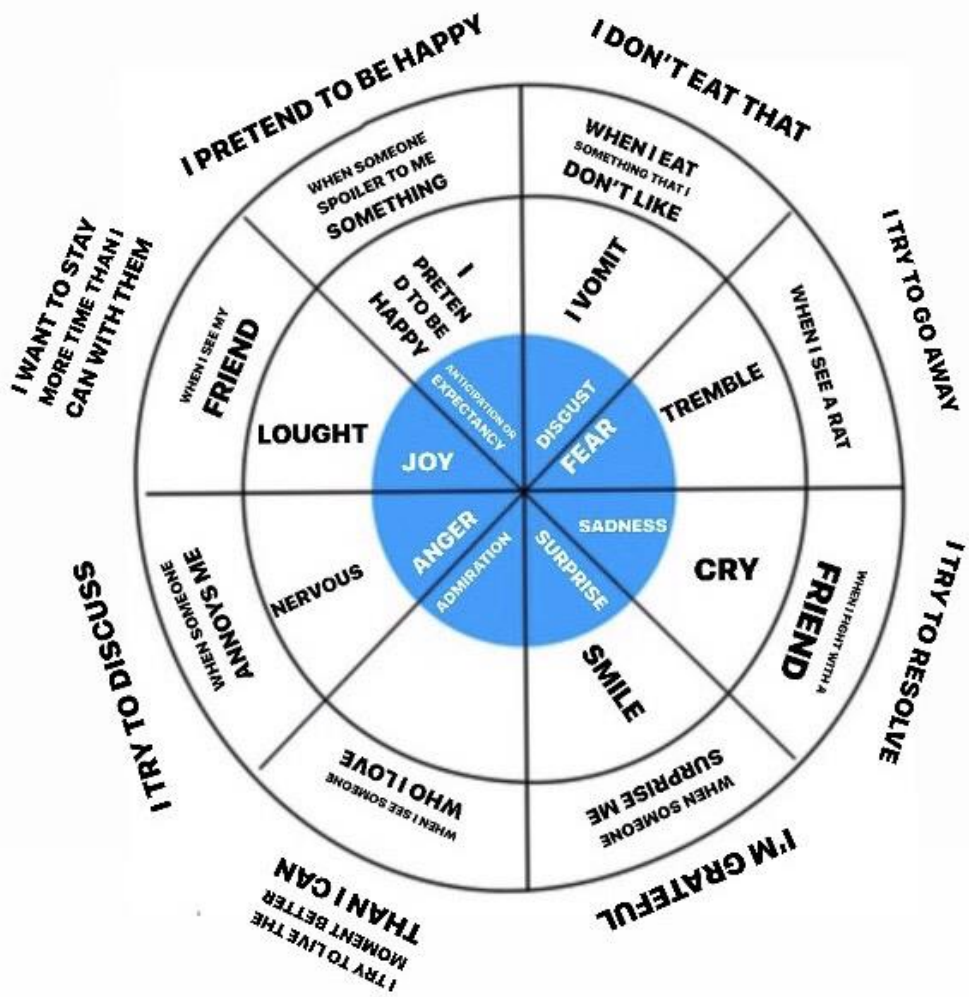 I PRETEND TO BE HAPPY
I DON'T EAT THAT
WHEN SOMEONE
SPOILER TO ME
SOMETHING
WHEN I EAT
SOMETHING THAT I
DON'T LIKE
I WANT TO STAY
MORE TIME THAN I
CAN WITH THEM
I TRY TO GO AWAY
WHEN I SEE MY
FRIEND
I
PRETEN
D TO BE
HAPPY
I VOMIT
WHEN I SEE A RAT
TREMBLE
LOUGHT
ANTICIPATION OR
EXPECTANCY
DISGUST
FEAR
JOY
ANGER
ADMIRATION
SURPRISE
SADNESS
NERVOUS
CRY
SMILE
WHEN SOMEONE
ANNOYS ME
WHEN I FIGHT WITH A
FRIEND
I TRY TO DISCUSS
I TRY TO RESOLVE
WHEN I SEE SOMEONE
WHO I LOVE
WHEN SOMEONE
SURPRISE ME
I TRY TO LIVE THE
MOMENT BETTER
THAN I CAN
I'M GRATEFUL